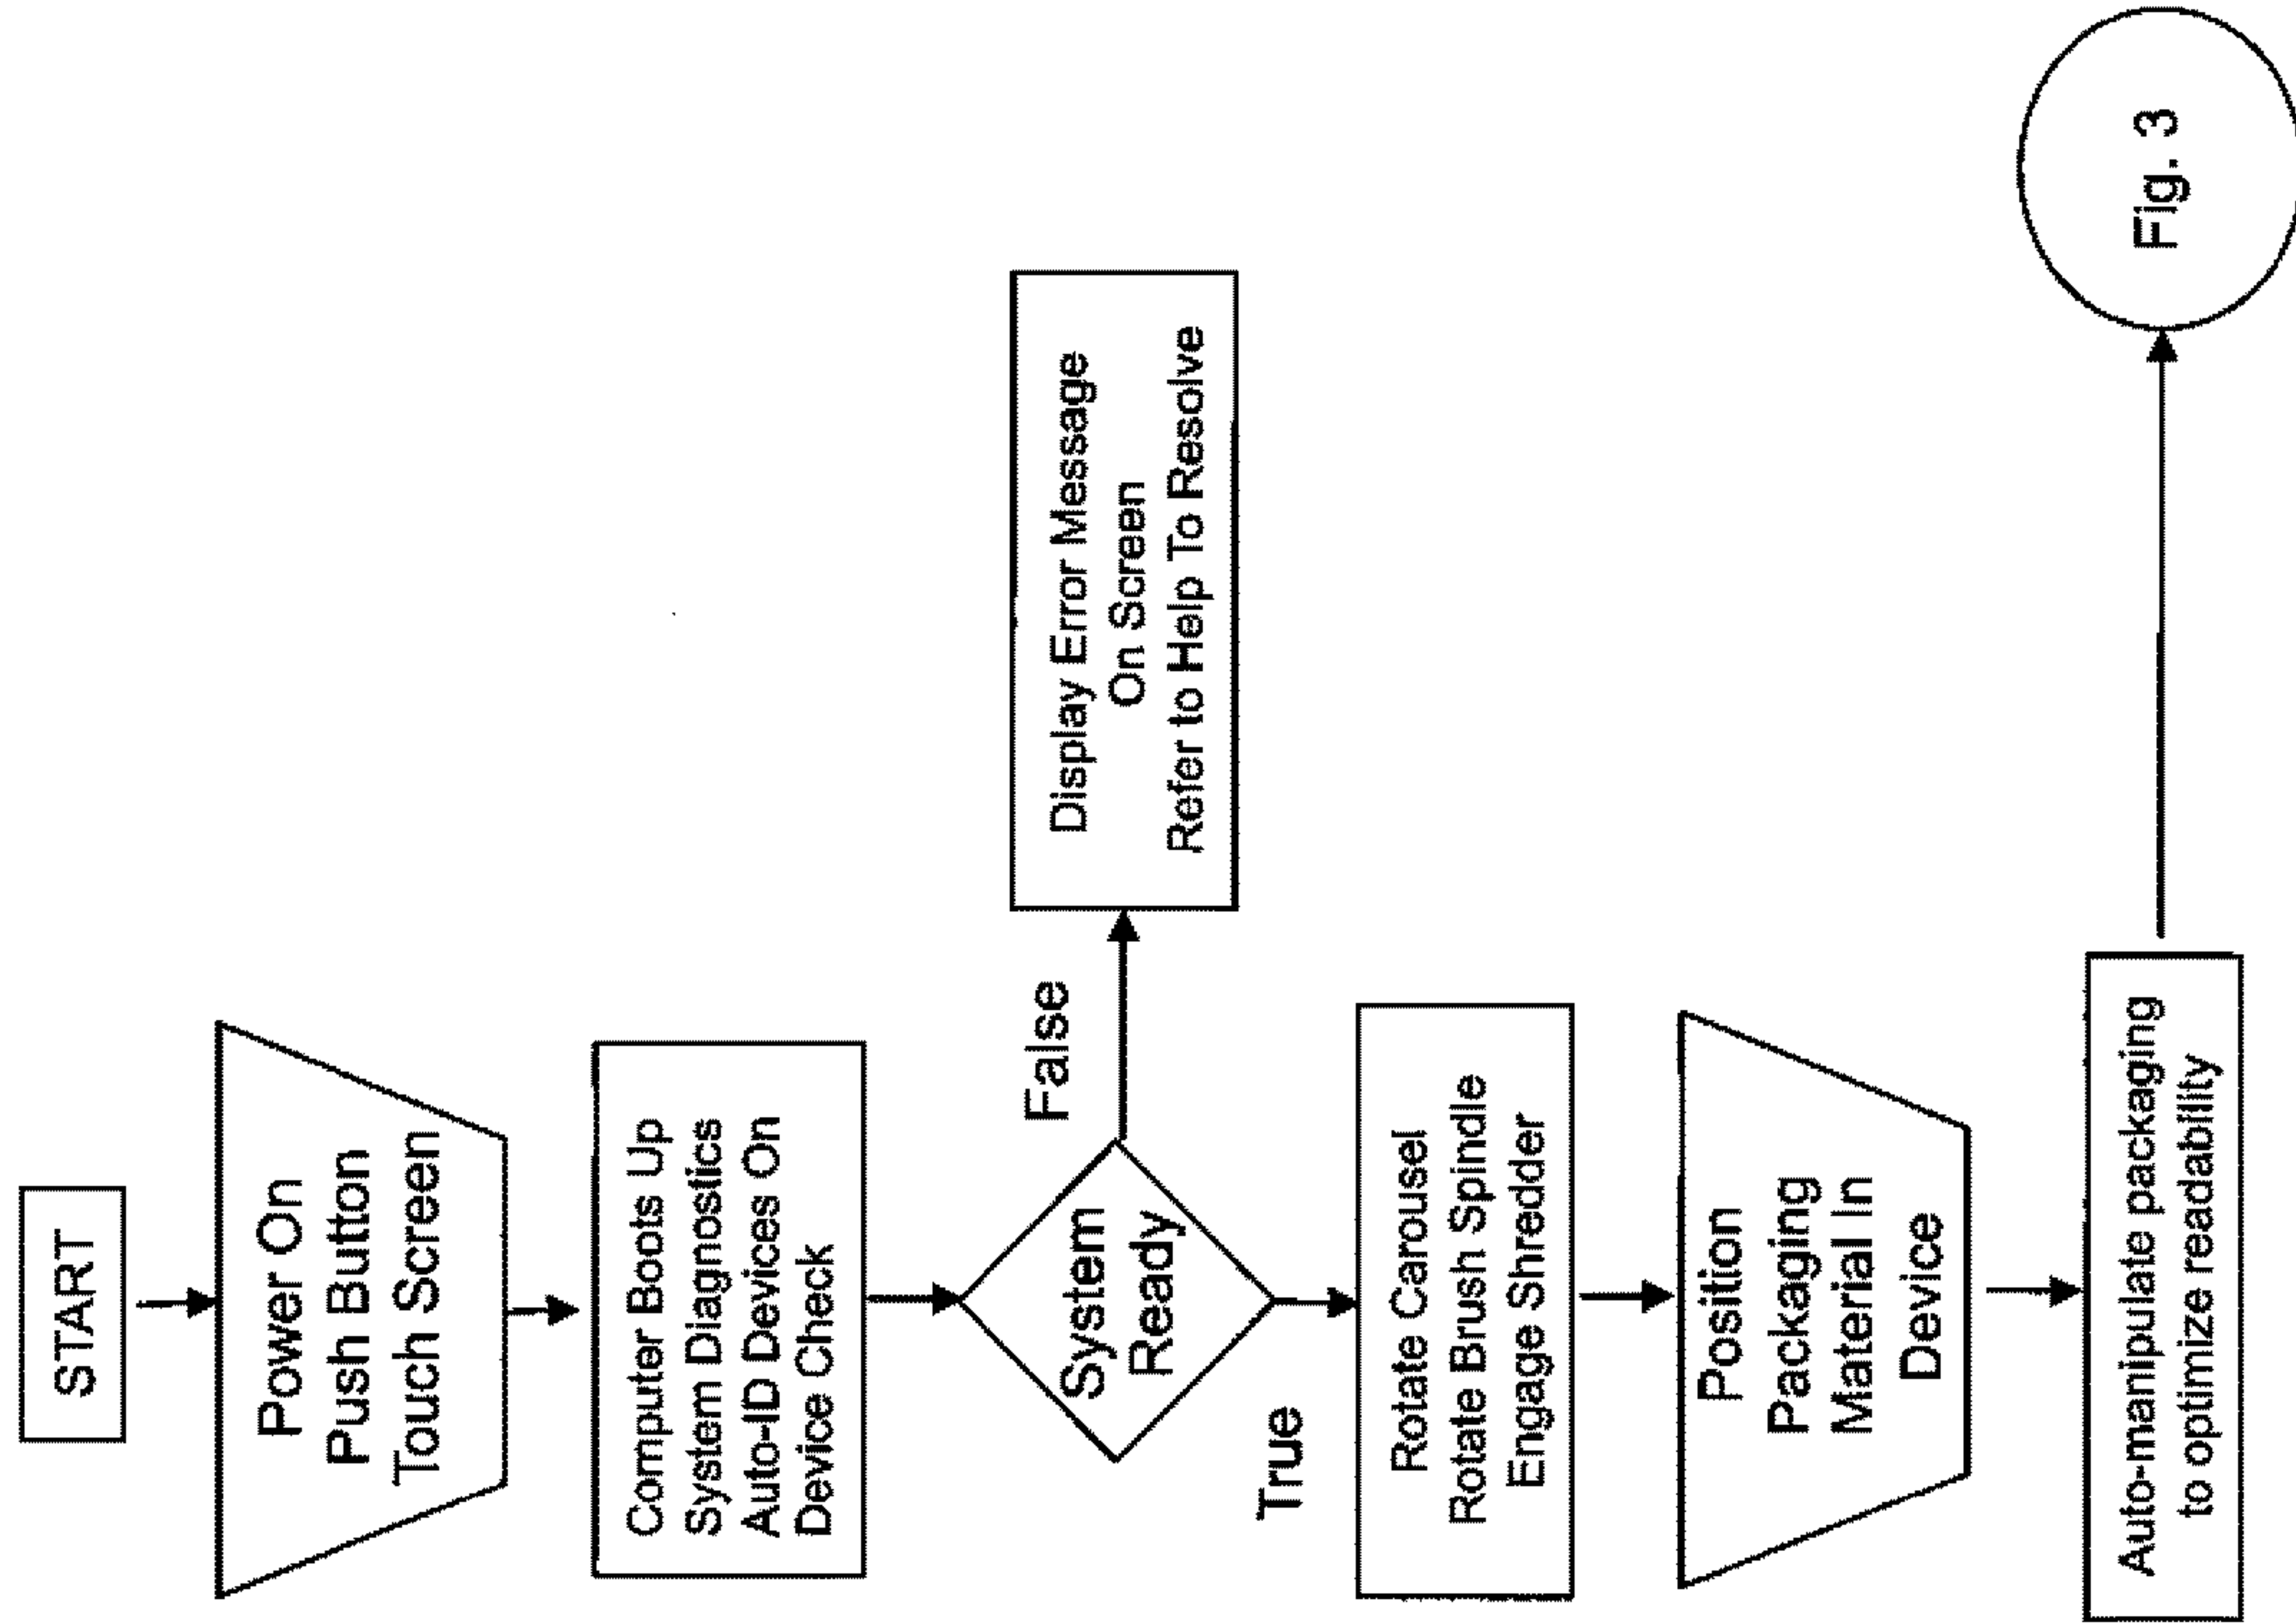 START
Power On
Push Button
Touch Screen
Computer Boots Up
System Diagnostics
Auto-ID Devices On
Device Check
System
Ready
False
Display Error Message
On Screen
Refer to Help To Resolve
True
Rotate Carousel
Rotate Brush Spindle
Engage Shredder
Position
Packaging
Material In
Device
Auto-manipulate packaging
to optimize readability
Fig. 3